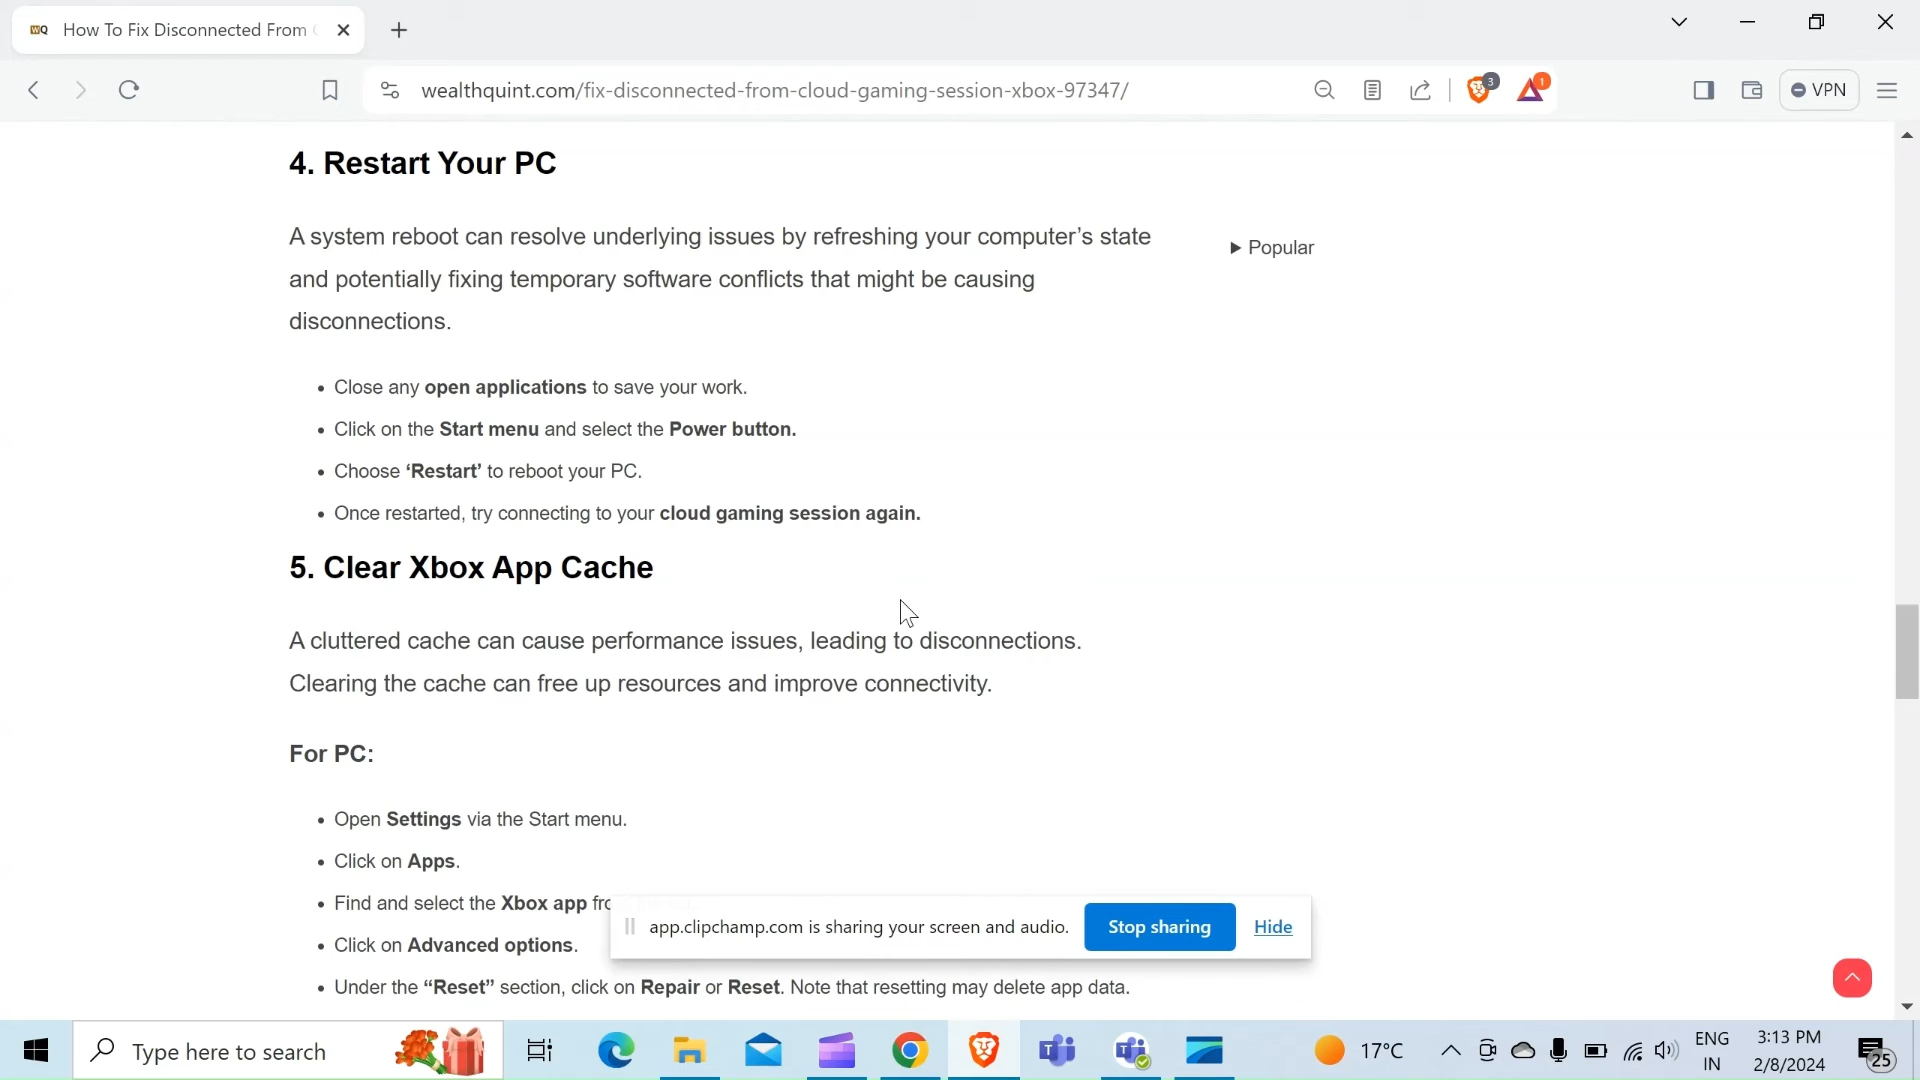 WQ How To Fix Disconnected From
wealthquint.com/fix-disconnected-from-cloud-gaming-session-xbox-97347/
3
1
VPN
4. Restart Your PC
A system reboot can resolve underlying issues by refreshing your computer’s state
and potentially fixing temporary software conflicts that might be causing
disconnections.
Popular
• Close any open applications to save your work.
• Click on the Start menu and select the Power button.
• Choose ‘Restart’ to reboot your PC.
• Once restarted, try connecting to your cloud gaming session again.
5. Clear Xbox App Cache
A cluttered cache can cause performance issues, leading to disconnections.
Clearing the cache can free up resources and improve connectivity.
For PC:
• Open Settings via the Start menu.
• Click on Apps.
• Find and select the Xbox app
• Click on Advanced options.
• Under the “Reset” section, click on Repair or Reset. Note that resetting may delete app data.
app.clipchamp.com is sharing your screen and audio.
Stop sharing
Hide
Type here to search
17°C
ENG
IN
3:13 PM
2/8/2024
25